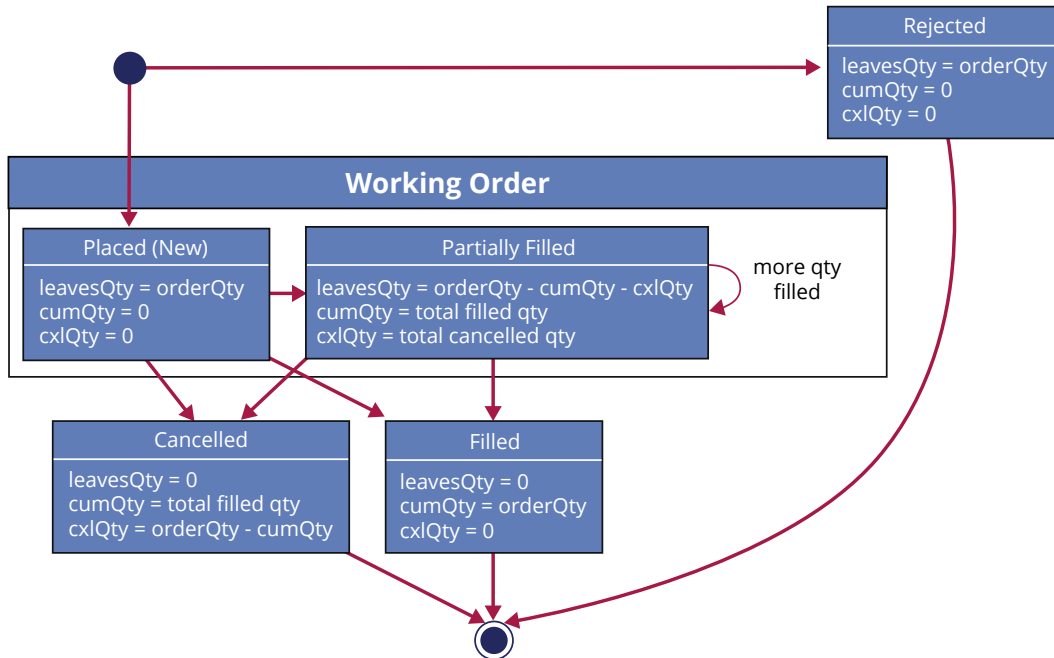 Rejected
leavesQty = orderQty
cumQty = 0
cxlQty = 0
Working Order
Placed (New)
leavesQty = orderQty
cumQty = 0
cxlQty = 0
Partially Filled
leavesQty = orderQty - cumQty - cxlQty
cumQty = total filled qty
cxlQty = total cancelled qty
more qty
filled
Cancelled
leavesQty = 0
cumQty = total filled qty
cxlQty = orderQty - cumQty
Filled
leavesQty = 0
cumQty = orderQty
cxlQty = 0